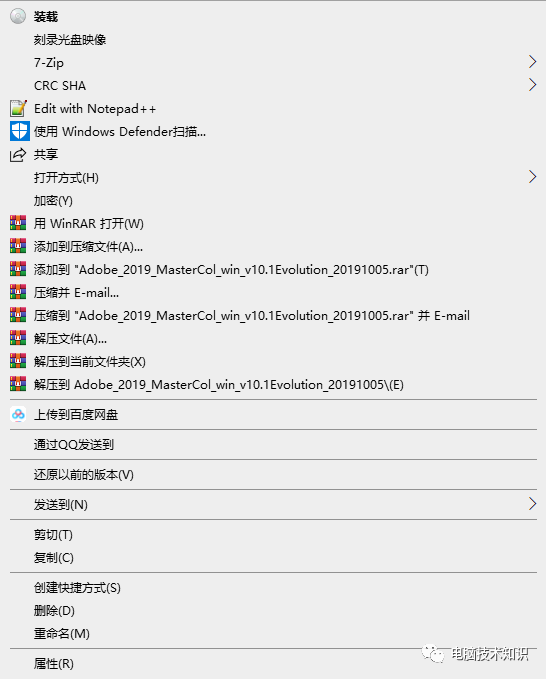 装载
刻录光盘映像
7-Zip
CRC SHA
Edit with Notepad++
使用 Windows Defender扫描...
共享
打开方式(H)
加密(Y)
用 WinRAR 打开(W)
添加到压缩文件(A)...
添加到 "Adobe_2019_MasterCol_win_v10.1Evolution_20191005.rar"(T)
压缩并 E-mail...
压缩到 "Adobe_2019_MasterCol_win_v10.1Evolution_20191005.rar" 并 E-mail
解压文件(A)...
解压到当前文件夹(X)
解压到 Adobe_2019_MasterCol_win_v10.1Evolution_20191005\(E)
上传到百度网盘
通过QQ发送到
还原以前的版本(V)
发送到(N)
剪切(T)
复制(C)
创建快捷方式(S)
删除(D)
重命名(M)
电脑技术知识
属性(R)